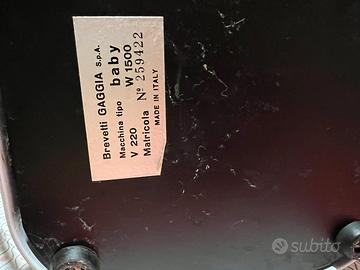 Brevetti GAGGIA S.p.A.
Macchina tipo baby
V 220 W 1500
Matricola Nº 259422
MADE IN ITALY
subito